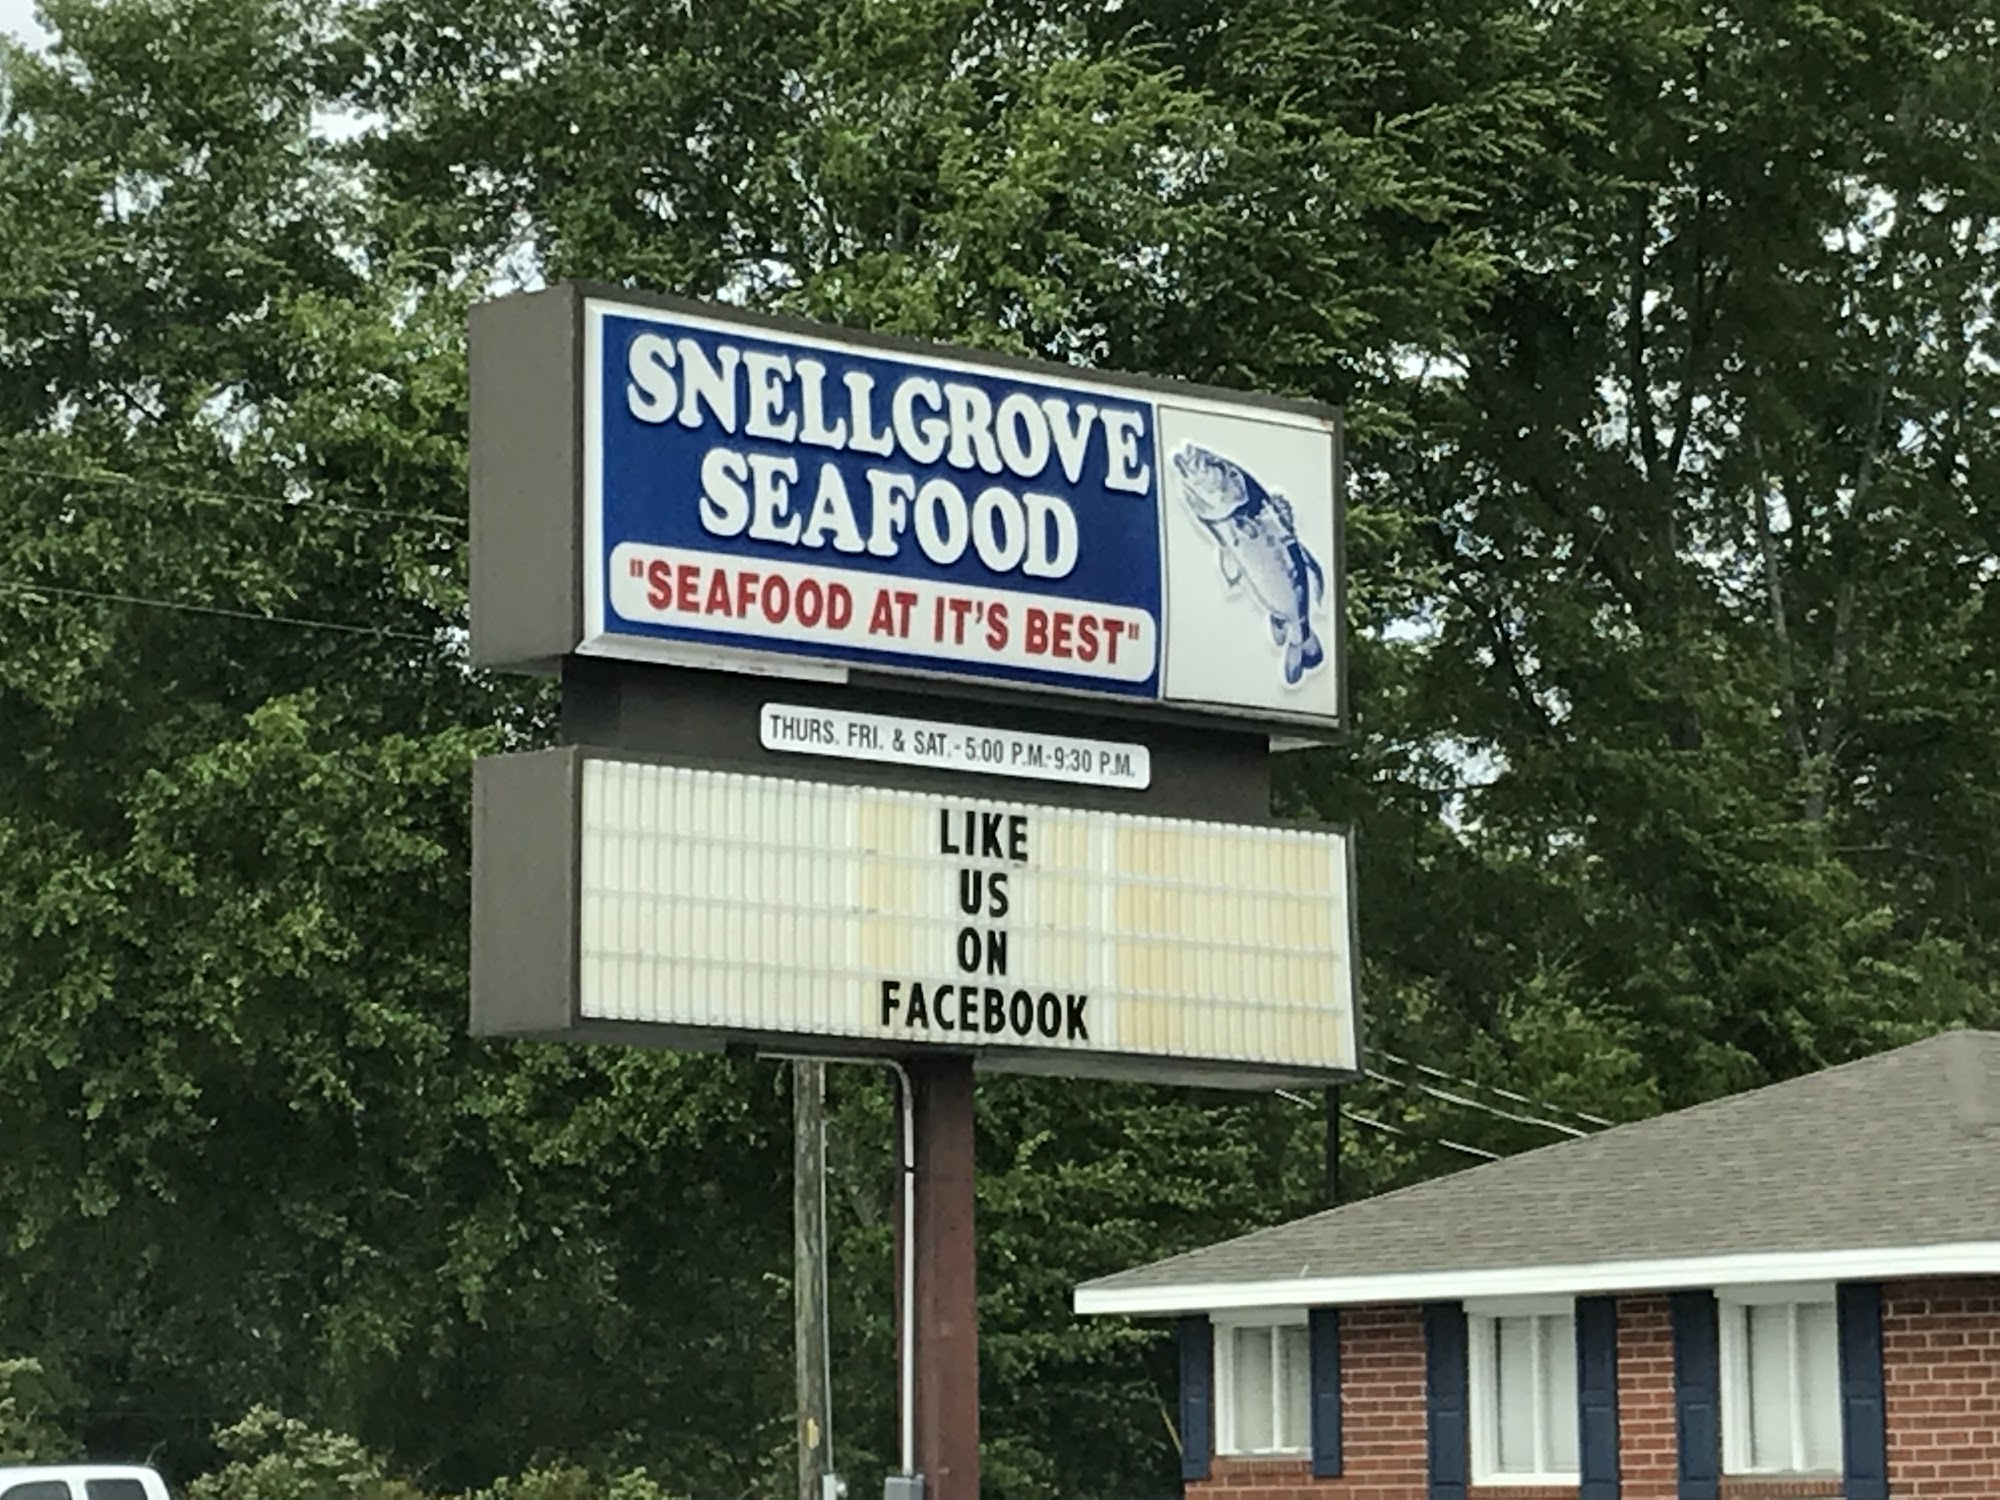 SNELLGROVE
SEAFOOD
"SEAFOOD AT IT'S BEST"
THURS. FRI. & SAT.-5:00 P.M.-9:30 P.M.
LIKE
US
ON
FACEBOOK